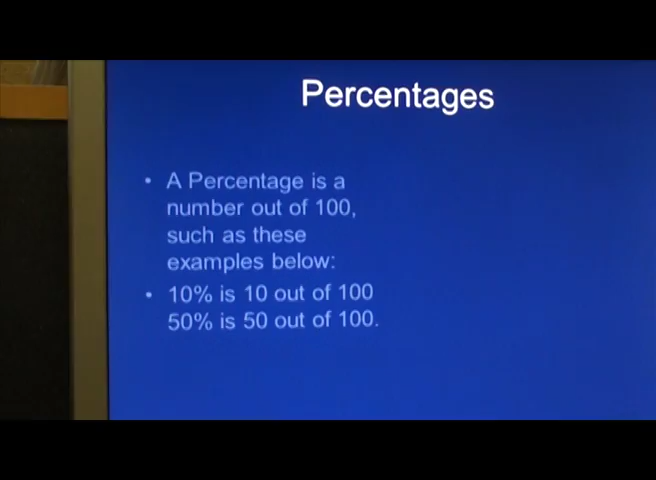 Percentages
• A Percentage is a
number out of 100,
such as these
examples below:
• 10% is 10 out of 100
50% is 50 out of 100.